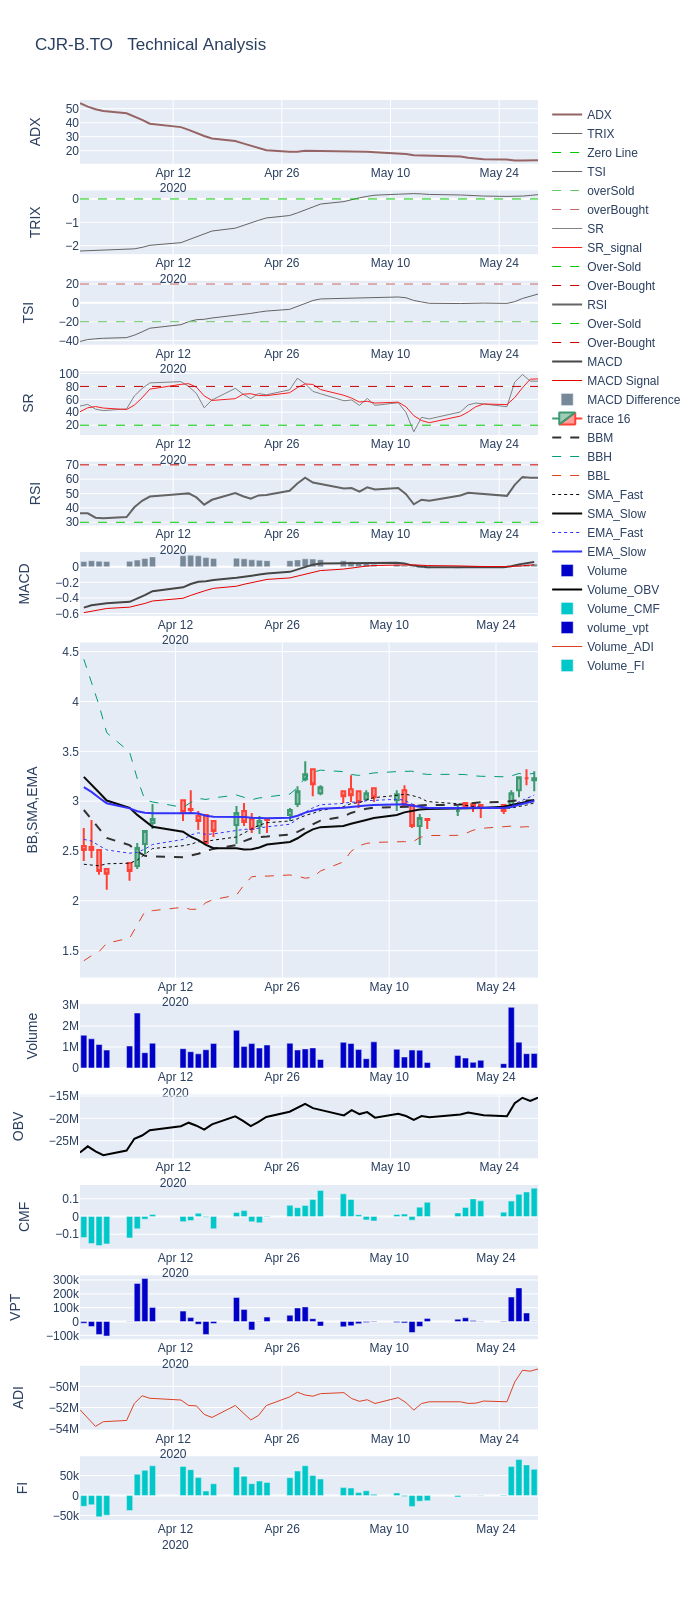 CJR-B.TO   Technical Analysis
ADX
50
40
30
20
Apr 12
2020
Apr 26
May 10
May 24
TRIX
0
−1
−2
Apr 12
2020
Apr 26
May 10
May 24
TSI
20
0
−20
−40
Apr 12
2020
Apr 26
May 10
May 24
SR
100
80
60
40
20
Apr 12
2020
Apr 26
May 10
May 24
RSI
70
60
50
40
30
Apr 12
2020
Apr 26
May 10
May 24
MACD
0
−0.2
−0.4
−0.6
Apr 12
2020
Apr 26
May 10
May 24
BB,SMA,EMA
4.5
4
3.5
3
2.5
2
1.5
Apr 12
2020
Apr 26
May 10
May 24
Volume
3M
2M
1M
0
Apr 12
2020
Apr 26
May 10
May 24
OBV
−15M
−20M
−25M
Apr 12
2020
Apr 26
May 10
May 24
CMF
0.1
0
−0.1
Apr 12
2020
Apr 26
May 10
May 24
VPT
300k
200k
100k
0
−100k
Apr 12
2020
Apr 26
May 10
May 24
ADI
−50M
−52M
−54M
Apr 12
2020
Apr 26
May 10
May 24
FI
50k
0
−50k
Apr 12
2020
Apr 26
May 10
May 24
ADX
TRIX
Zero Line
TSI
overSold
overBought
SR
SR_signal
Over-Sold
Over-Bought
RSI
Over-Sold
Over-Bought
MACD
MACD Signal
MACD Difference
trace 16
BBM
BBH
BBL
SMA_Fast
SMA_Slow
EMA_Fast
EMA_Slow
Volume
Volume_OBV
Volume_CMF
volume_vpt
Volume_ADI
Volume_FI